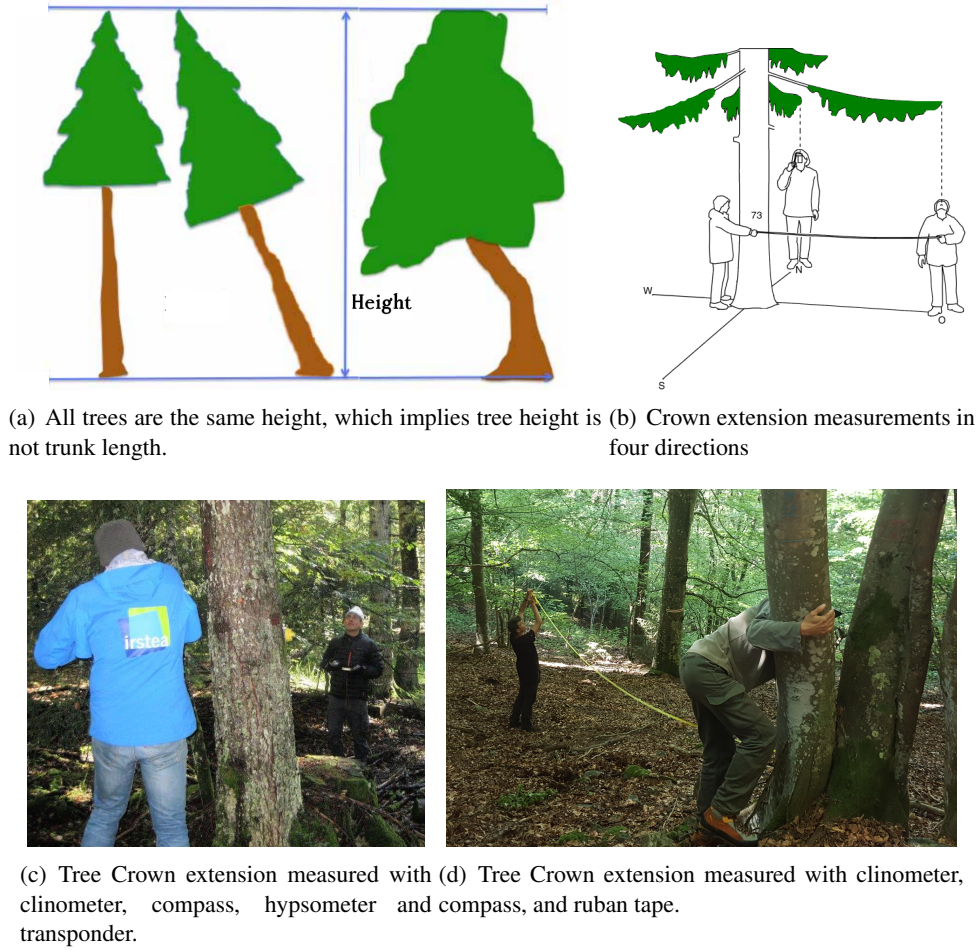 Height
73
N
W
O
S
(a) All trees are the same height, which implies tree height is
not trunk length.
(b) Crown extension measurements in
four directions
irstea
(c) Tree Crown extension measured with
clinometer, compass, hypsometer and
transponder.
(d) Tree Crown extension measured with clinometer,
compass, and ruban tape.